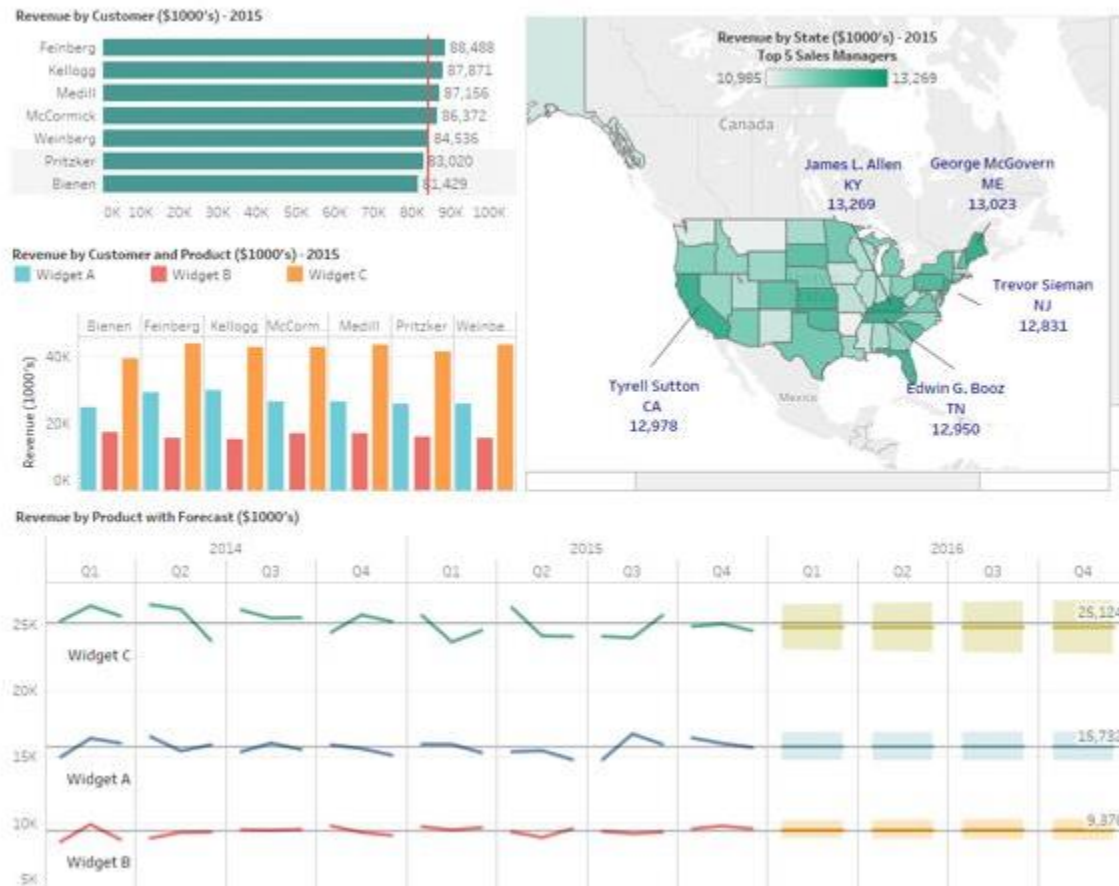 Revenue by Customer ($1000's) - 2015
Feinberg 88,488
Kellogg 87,871
Medill 87,156
McCormick 86,372
Weinberg 84,536
Pritzker 83,020
Bienen 81,429
0K 10K 20K 30K 40K 50K 60K 70K 80K 90K 100K
Revenue by State ($1000's) - 2015
Top 5 Sales Managers
10,985 13,269
Canada
James L. Allen
KY
13,269
George McGovern
ME
13,023
Trevor Sieman
NJ
12,831
Tyrell Sutton
CA
12,978
Mexico
Edwin G. Booz
TN
12,950
Revenue by Customer and Product ($1000's) - 2015
Widget A Widget B Widget C
Bienen Feinberg Kellogg McCorm... Medill Pritzker Weinbe...
Revenue (1000's)
40K
20K
0K
Revenue by Product with Forecast ($1000's)
2014 2015 2016
Q1 Q2 Q3 Q4 Q1 Q2 Q3 Q4 Q1 Q2 Q3 Q4
25K
25,124
Widget C
20K
15K
15,732
Widget A
10K
9,370
Widget B
5K